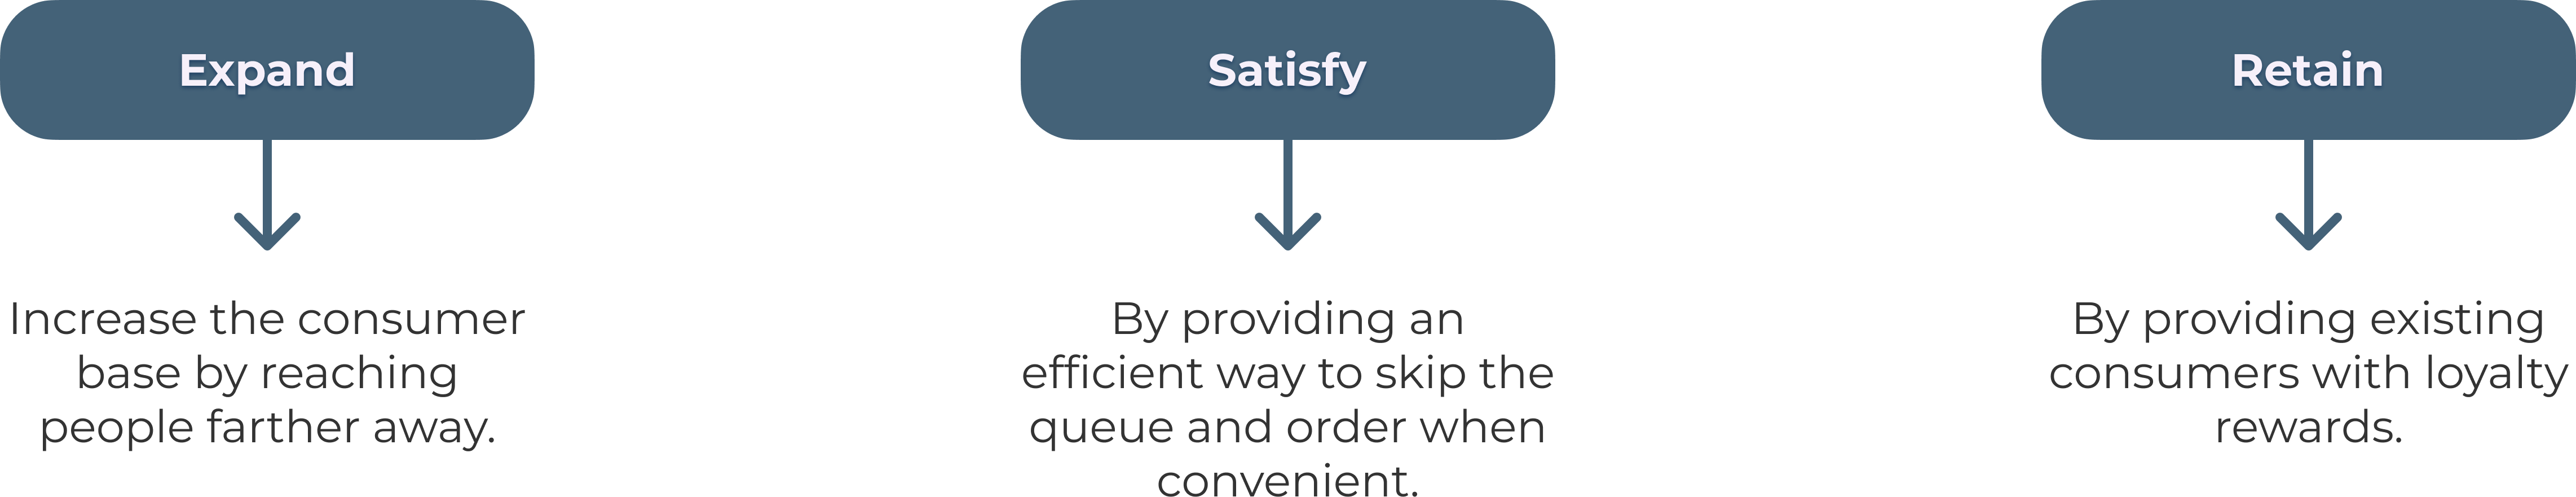 Expand
Increase the consumer
base by reaching
people farther away.
Satisfy
By providing an
efficient way to skip the
queue and order when
convenient.
Retain
By providing existing
consumers with loyalty
rewards.